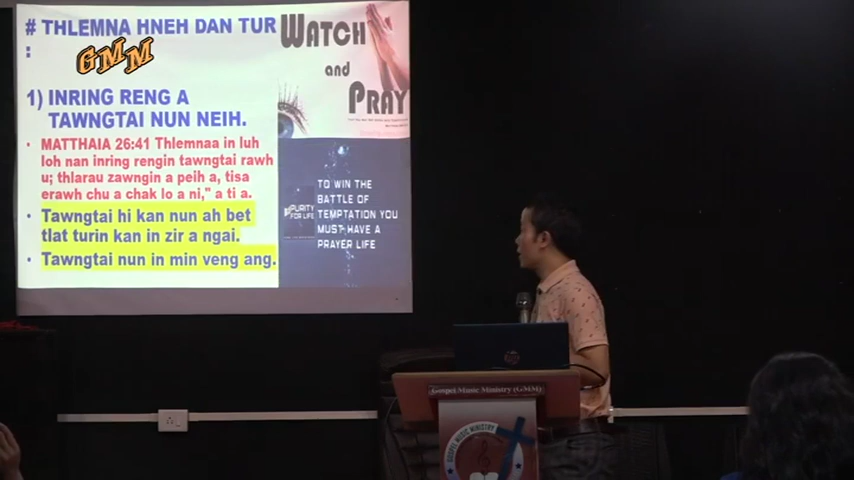 # THLEMNA HNEH DAN TUR
:
GMM
1) INRING RENG A
TAWNGTAI NUN NEIH.
• MATTHAIA 26:41 Thlemnaa in luh
loh nan inring rengin tawngtai rawh
u; thlarau zawngin a peih a, tisa
erawh chu a chak lo a ni," a ti a.
• Tawngtai hi kan nun ah bet
tlat turin kan in zir a ngai.
• Tawngtai nun in min veng ang.
WATCH
and
PRAY
PURITY
FOR LIFE
TO WIN THE
BATTLE OF
TEMPTATION YOU
MUST HAVE A
PRAYER LIFE
Gospel Music Ministry (GMM)
GOSPEL MUSIC MINISTRY